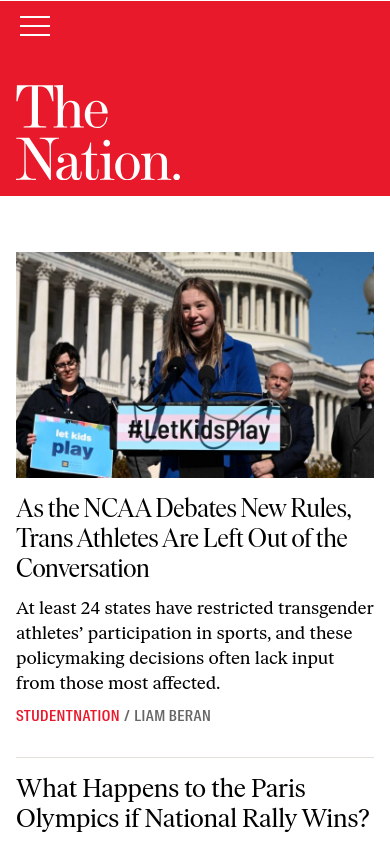 The
Nation.
let kids
play
#LetKidsPlay
As the NCAA Debates New Rules,
Trans Athletes Are Left Out of the
Conversation
At least 24 states have restricted transgender
athletes’ participation in sports, and these
policymaking decisions often lack input
from those most affected.
STUDENTNATION / LIAM BERAN
What Happens to the Paris
Olympics if National Rally Wins?